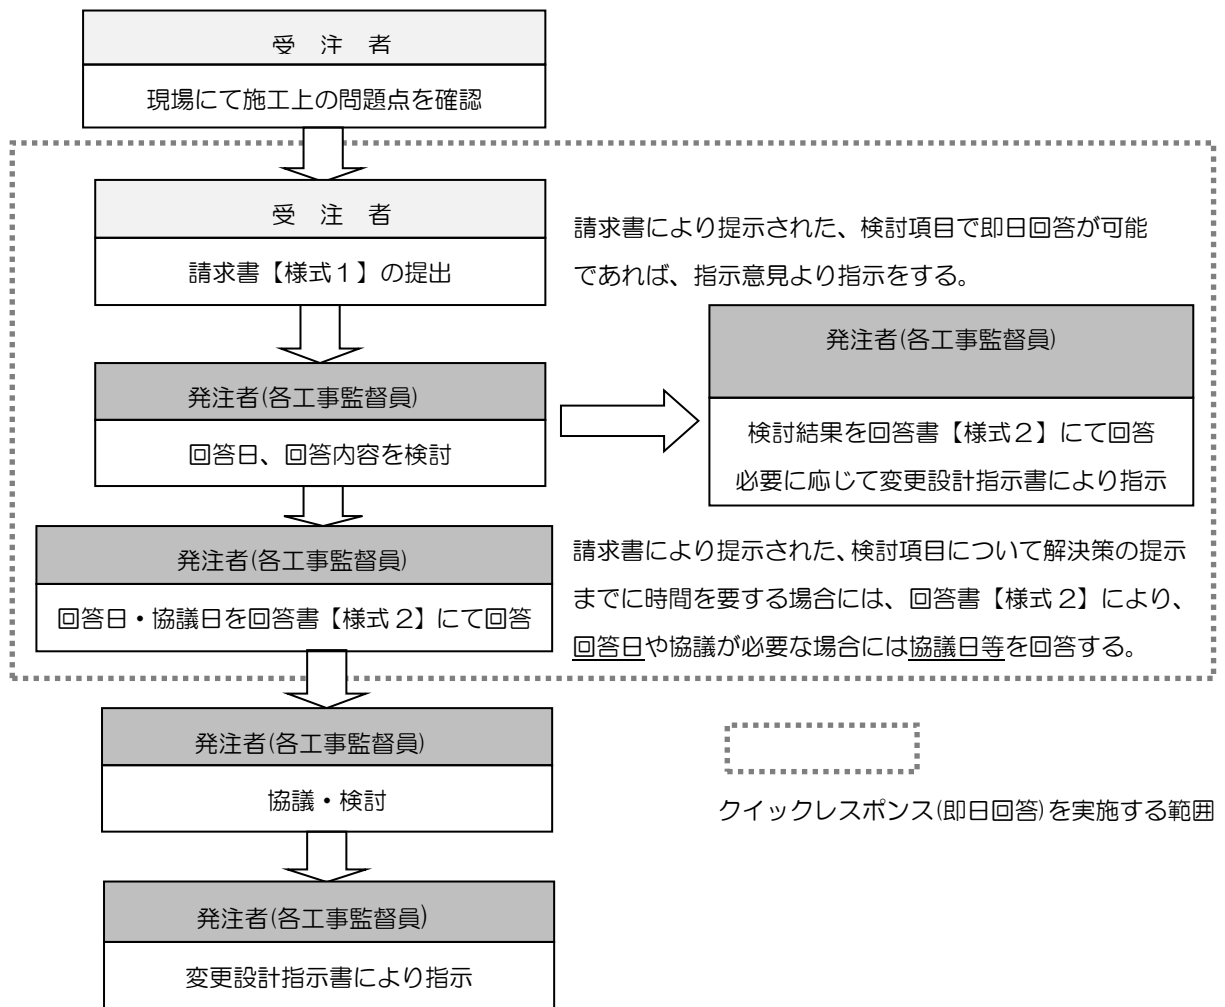 受　注　者
現場にて施工上の問題点を確認
受　注　者
請求書【様式１】の提出
請求書により提示された、検討項目で即日回答が可能
であれば、指示意見より指示をする。
発注者(各工事監督員)
回答日、回答内容を検討
発注者(各工事監督員)
検討結果を回答書【様式２】にて回答
必要に応じて変更設計指示書により指示
発注者(各工事監督員)
回答日・協議日を回答書【様式２】にて回答
請求書により提示された、検討項目について解決策の提示
までに時間を要する場合には、回答書【様式２】により、
回答日や協議が必要な場合には協議日等を回答する。
発注者(各工事監督員)
協議・検討
クイックレスポンス(即日回答)を実施する範囲
発注者(各工事監督員)
変更設計指示書により指示